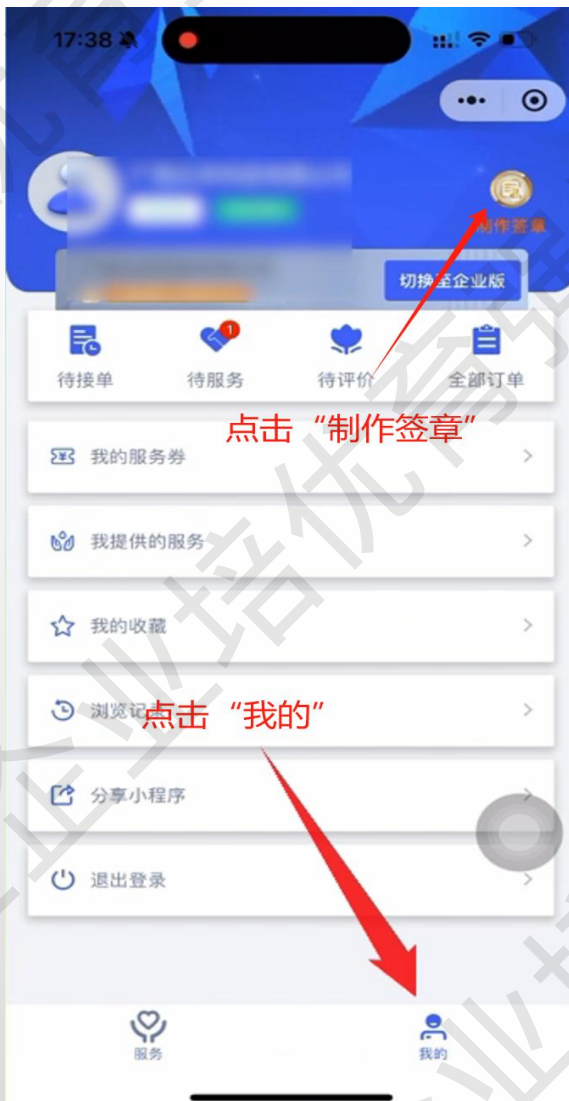 17:38
制作签章
切换至企业版
1
待接单
待服务
待评价
全部订单
点击“制作签章”
我的服务券
我提供的服务
我的收藏
浏览记录
点击“我的”
分享小程序
退出登录
服务
我的